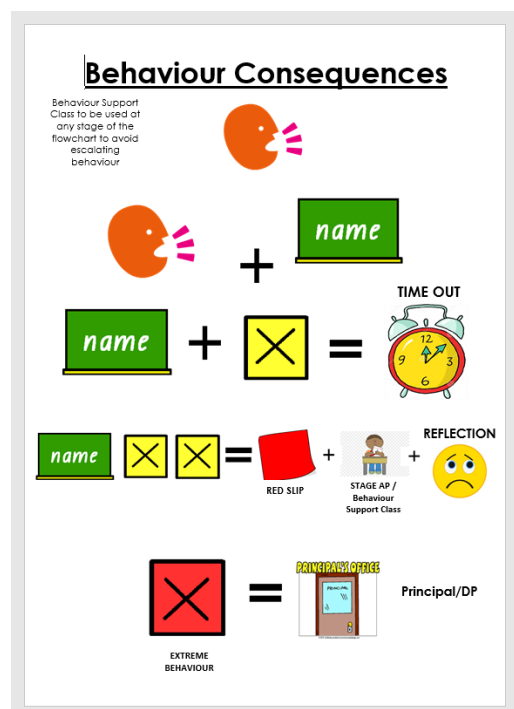 Behaviour Consequences
Behaviour Support
Class to be used at
any stage of the
flowchart to avoid
escalating
behaviour
name
TIME OUT
name
12
9
3
6
REFLECTION
name
RED SLIP
STAGE AP /
Behaviour
Support Class
PRINCIPAL'S OFFICE
PRINCIPAL
Principal/DP
EXTREME
BEHAVIOUR